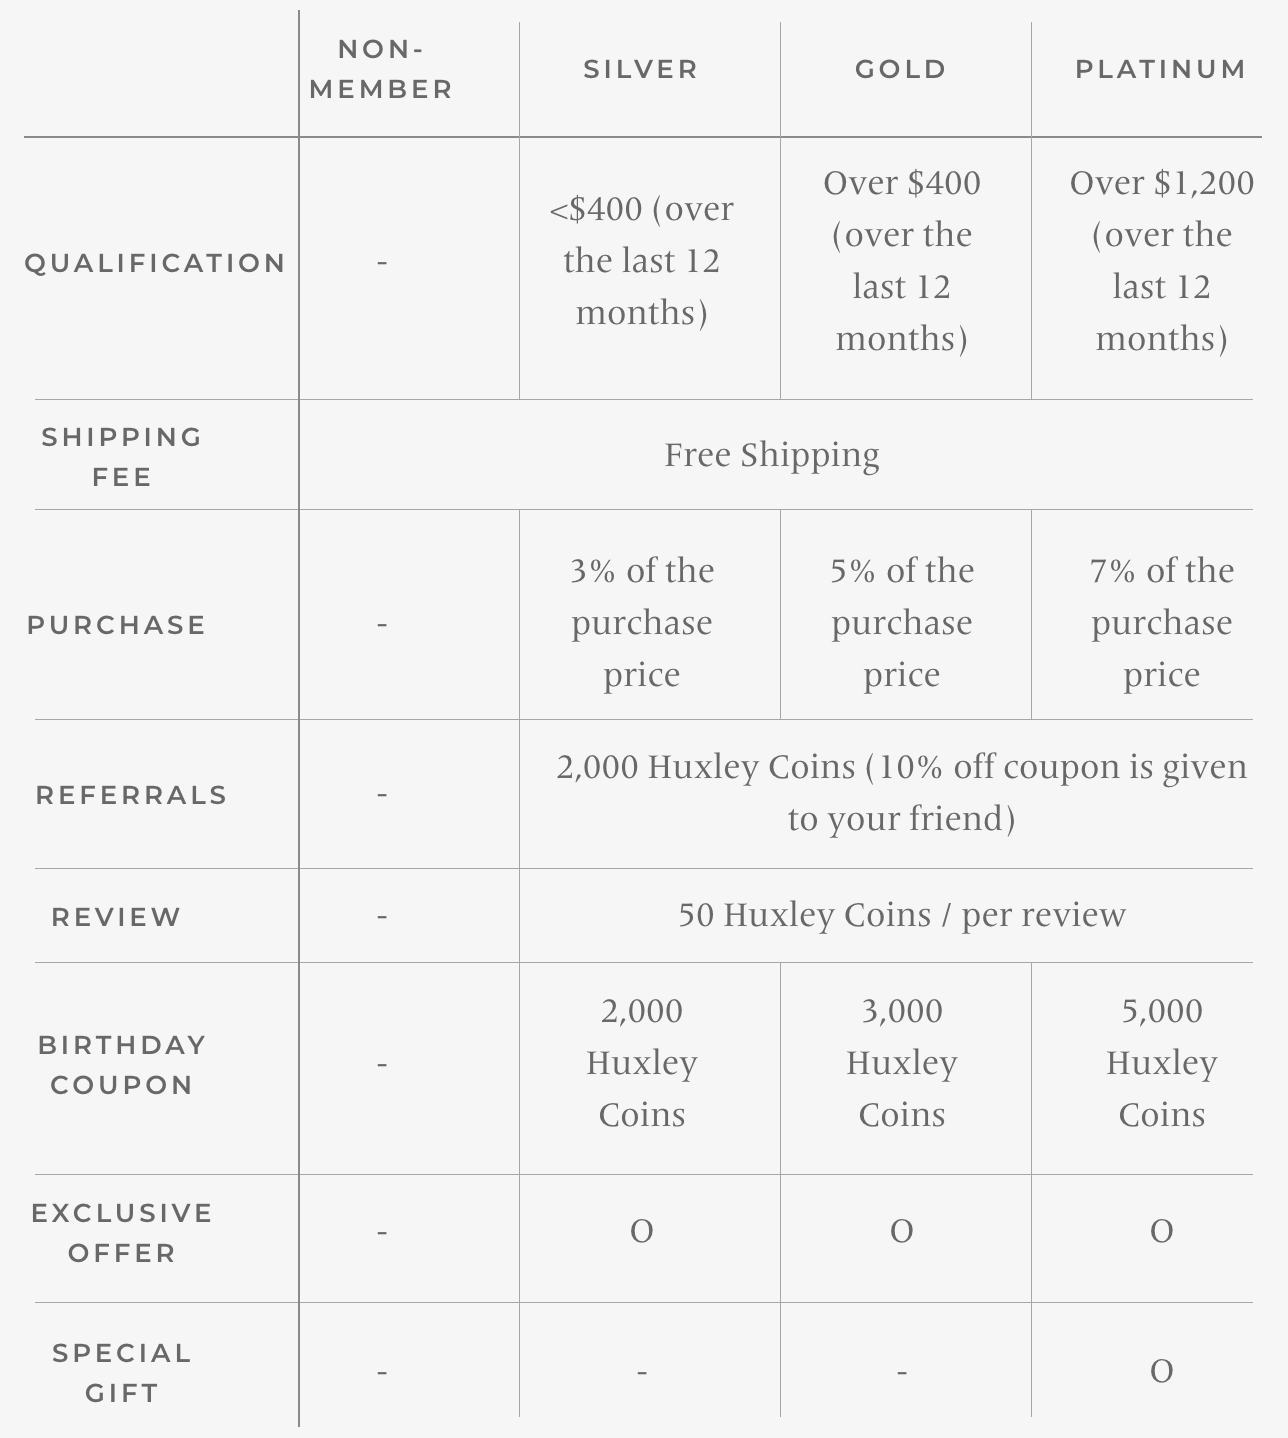 NON-
MEMBER
SILVER
GOLD
PLATINUM
QUALIFICATION
-
<$400 (over
the last 12
months)
Over $400
(over the
last 12
months)
Over $1,200
(over the
last 12
months)
SHIPPING
FEE
Free Shipping
PURCHASE
-
3% of the
purchase
price
5% of the
purchase
price
7% of the
purchase
price
REFERRALS
-
2,000 Huxley Coins (10% off coupon is given
to your friend)
REVIEW
-
50 Huxley Coins / per review
BIRTHDAY
COUPON
-
2,000
Huxley
Coins
3,000
Huxley
Coins
5,000
Huxley
Coins
EXCLUSIVE
OFFER
-
O
O
O
SPECIAL
GIFT
-
-
-
O